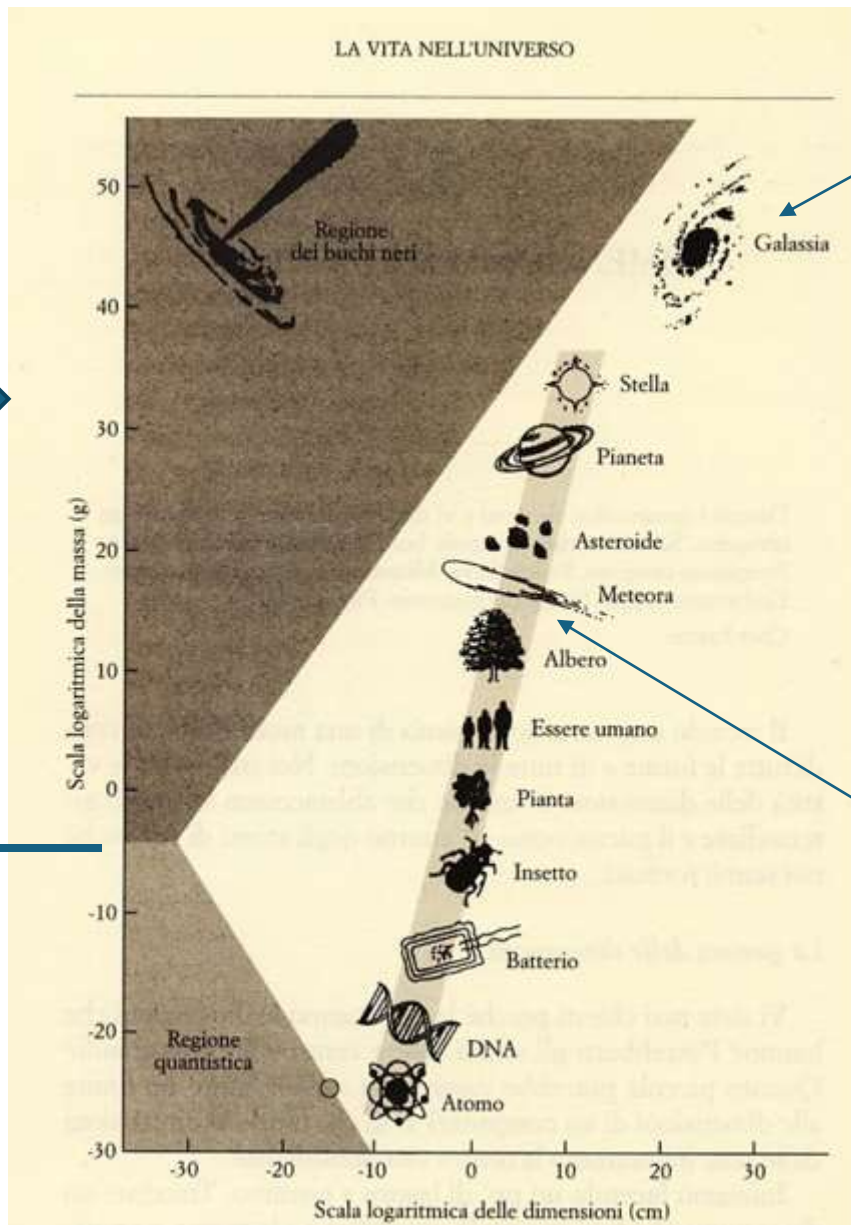 LA VITA NELL'UNIVERSO
50
40
30
20
10
0
-10
-20
-30
Scala logaritmica della massa (g)
Regione
dei buchi neri
Galassia
Stella
Pianeta
Asteroide
Meteora
Albero
Essere umano
Pianta
Insetto
Batterio
DNA
Atomo
Regione
quantistica
-30
-20
-10
0
10
20
30
Scala logaritmica delle dimensioni (cm)